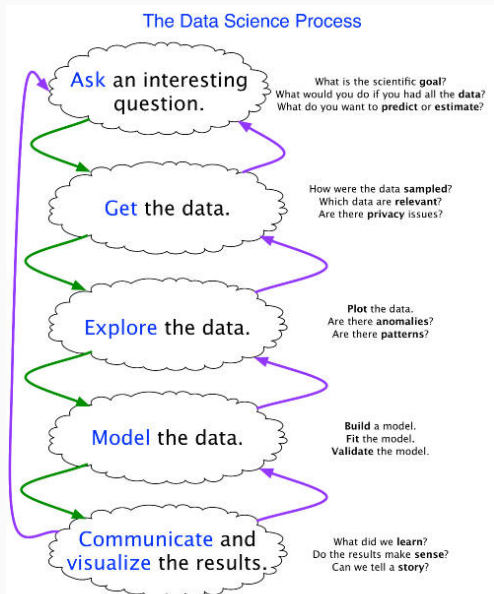 The Data Science Process
Ask an interesting
question.
What is the scientific goal?
What would you do if you had all the data?
What do you want to predict or estimate?
Get the data.
How were the data sampled?
Which data are relevant?
Are there privacy issues?
Explore the data.
Plot the data.
Are there anomalies?
Are there patterns?
Model the data.
Build a model.
Fit the model.
Validate the model.
Communicate and
visualize the results.
What did we learn?
Do the results make sense?
Can we tell a story?